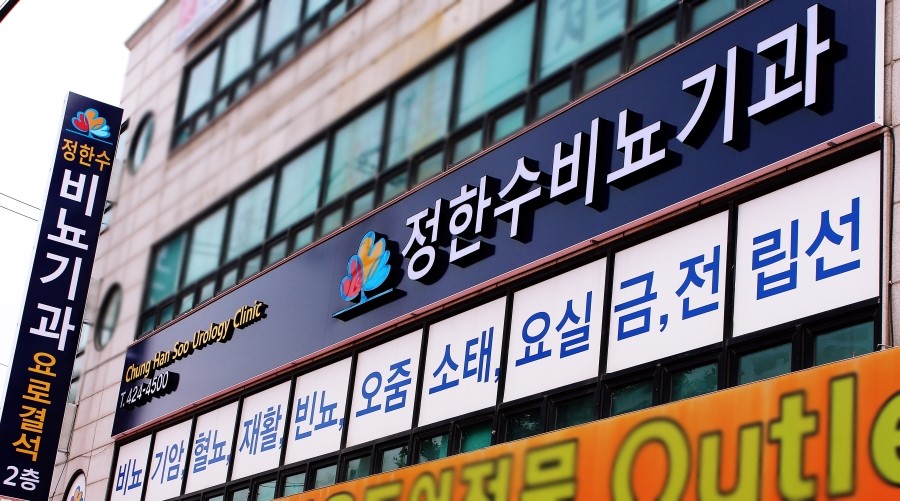 정한수
비뇨기과
요로결석
2층
정한수비뇨기과
Chung Han Soo Urology Clinic
T. 424-4500
비뇨기암, 혈뇨, 재활, 빈뇨, 오줌소태, 요실금, 전립선
Outle